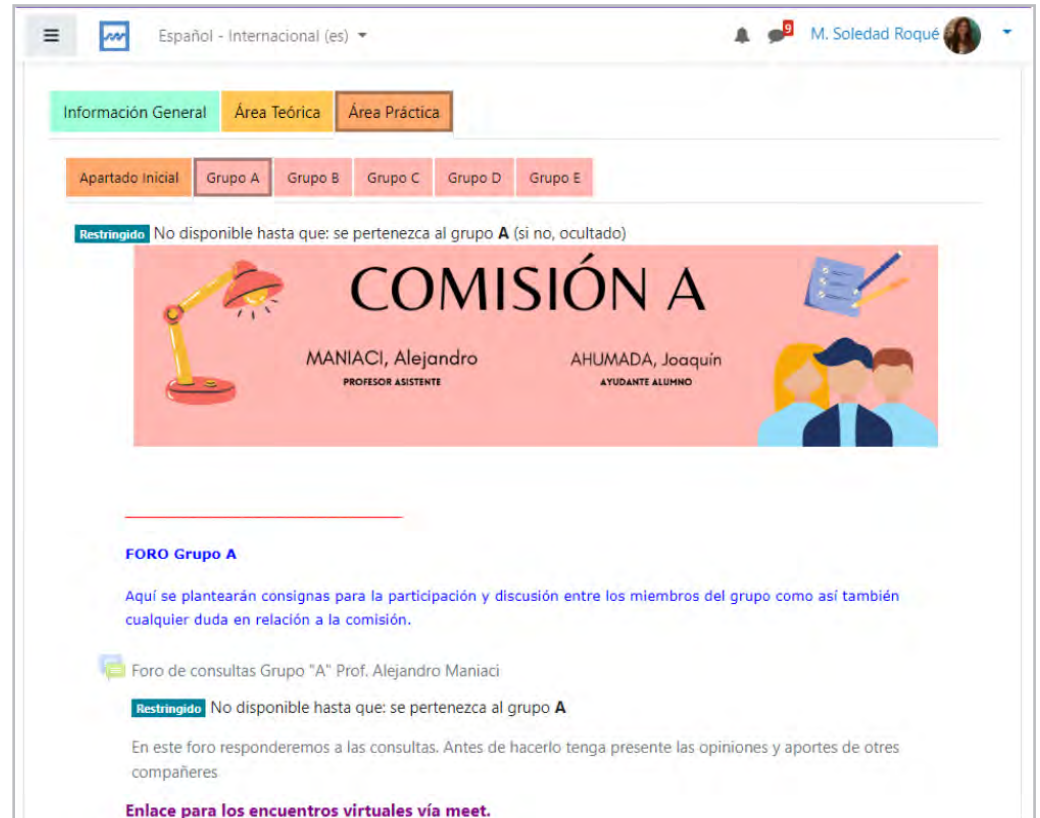 Español - Internacional (es)
9
M. Soledad Roqué
Información General
Área Teórica
Área Práctica
Apartado Inicial
Grupo A
Grupo B
Grupo C
Grupo D
Grupo E
Restringido No disponible hasta que: se pertenezca al grupo A (si no, ocultado)
COMISIÓN A
MANIACI, Alejandro
PROFESOR ASISTENTE
AHUMADA, Joaquín
AYUDANTE ALUMNO
FORO Grupo A
Aquí se plantearán consignas para la participación y discusión entre los miembros del grupo como así también
cualquier duda en relación a la comisión.
Foro de consultas Grupo "A" Prof. Alejandro Maniaci
Restringido No disponible hasta que: se pertenezca al grupo A
En este foro responderemos a las consultas. Antes de hacerlo tenga presente las opiniones y aportes de otres
compañeres
Enlace para los encuentros virtuales vía meet.